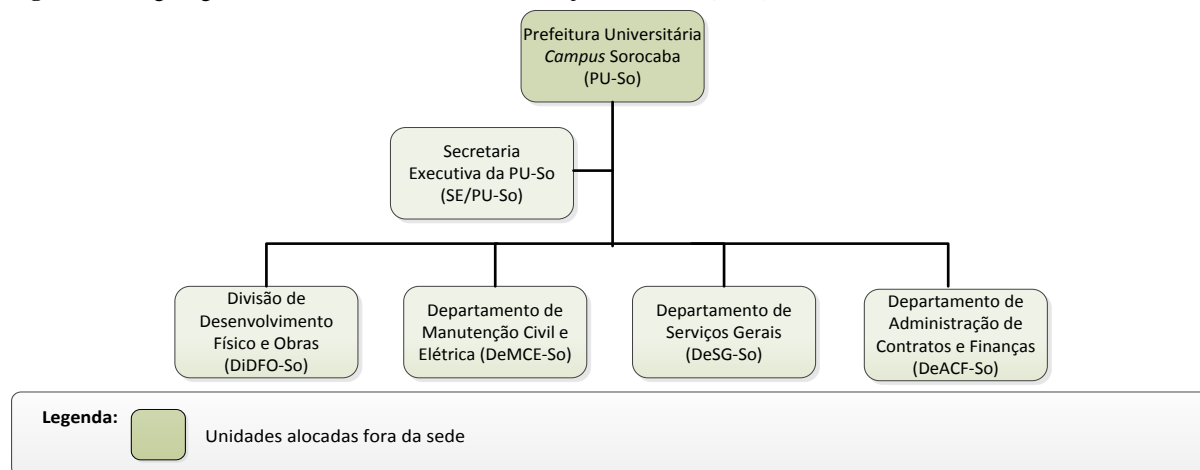 Prefeitura Universitária
Campus Sorocaba
(PU-So)
Secretaria
Executiva da PU-So
(SE/PU-So)
Divisão de
Desenvolvimento
Físico e Obras
(DiDFO-So)
Departamento de
Manutenção Civil e
Elétrica (DeMCE-So)
Departamento de
Serviços Gerais
(DeSG-So)
Departamento de
Administração de
Contratos e Finanças
(DeACF-So)
Legenda:
Unidades alocadas fora da sede